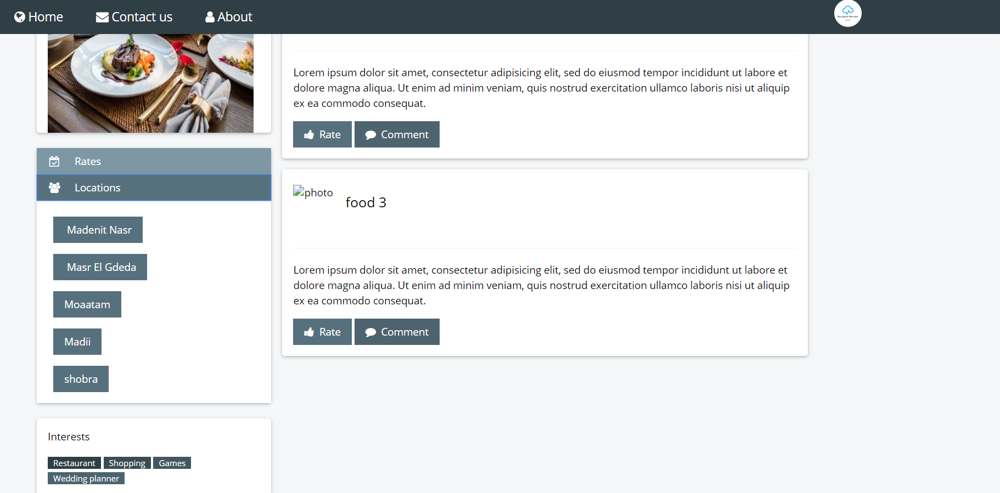 Home
Contact us
About
Lorem ipsum dolor sit amet, consectetur adipisicing elit, sed do eiusmod tempor incididunt ut labore et
dolore magna aliqua. Ut enim ad minim veniam, quis nostrud exercitation ullamco laboris nisi ut aliquip
ex ea commodo consequat.
Rate
Comment
Rates
Locations
Madenit Nasr
Masr El Gdeda
Moaatam
Madii
shobra
photo
food 3
Lorem ipsum dolor sit amet, consectetur adipisicing elit, sed do eiusmod tempor incididunt ut labore et
dolore magna aliqua. Ut enim ad minim veniam, quis nostrud exercitation ullamco laboris nisi ut aliquip
ex ea commodo consequat.
Rate
Comment
Interests
Restaurant Shopping Games
Wedding planner